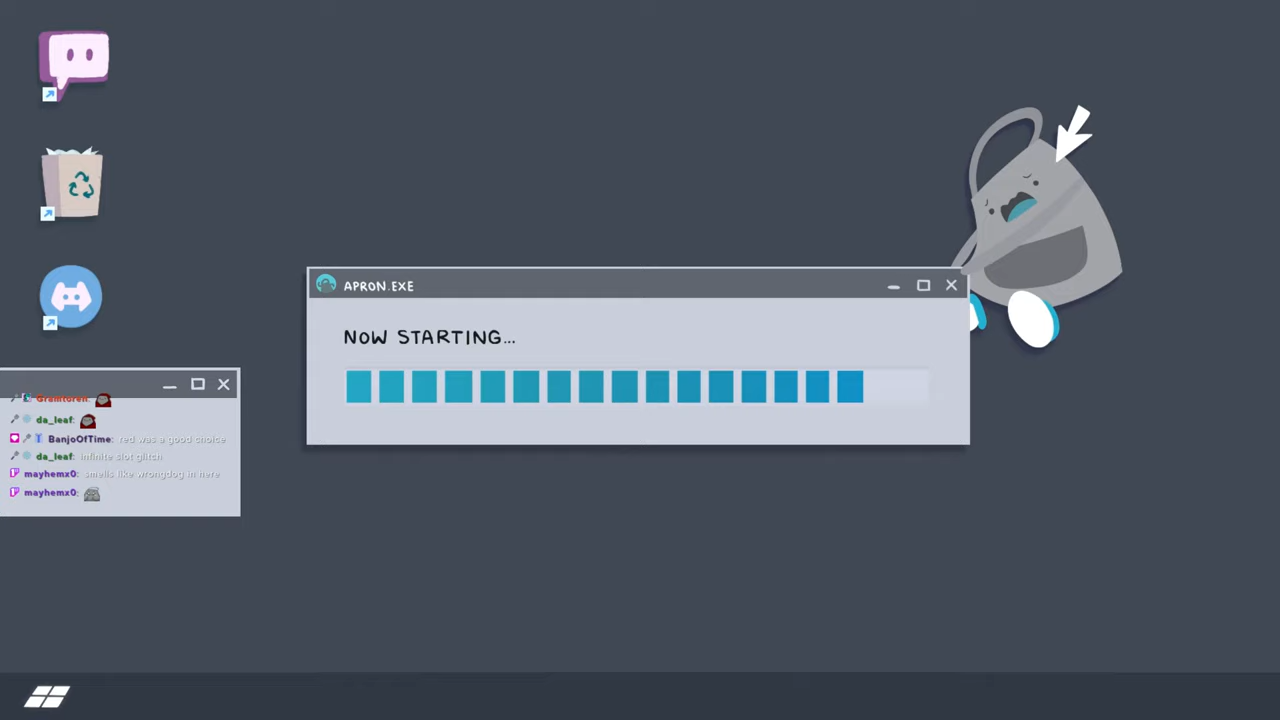 APRON.EXE
NOW STARTING...
Gramtoren:
da_leaf:
BanjoOfTime: red was a good choice
da_leaf: infinite slot glitch
mayhemx0: smells like wrongdog in here
mayhemx0: